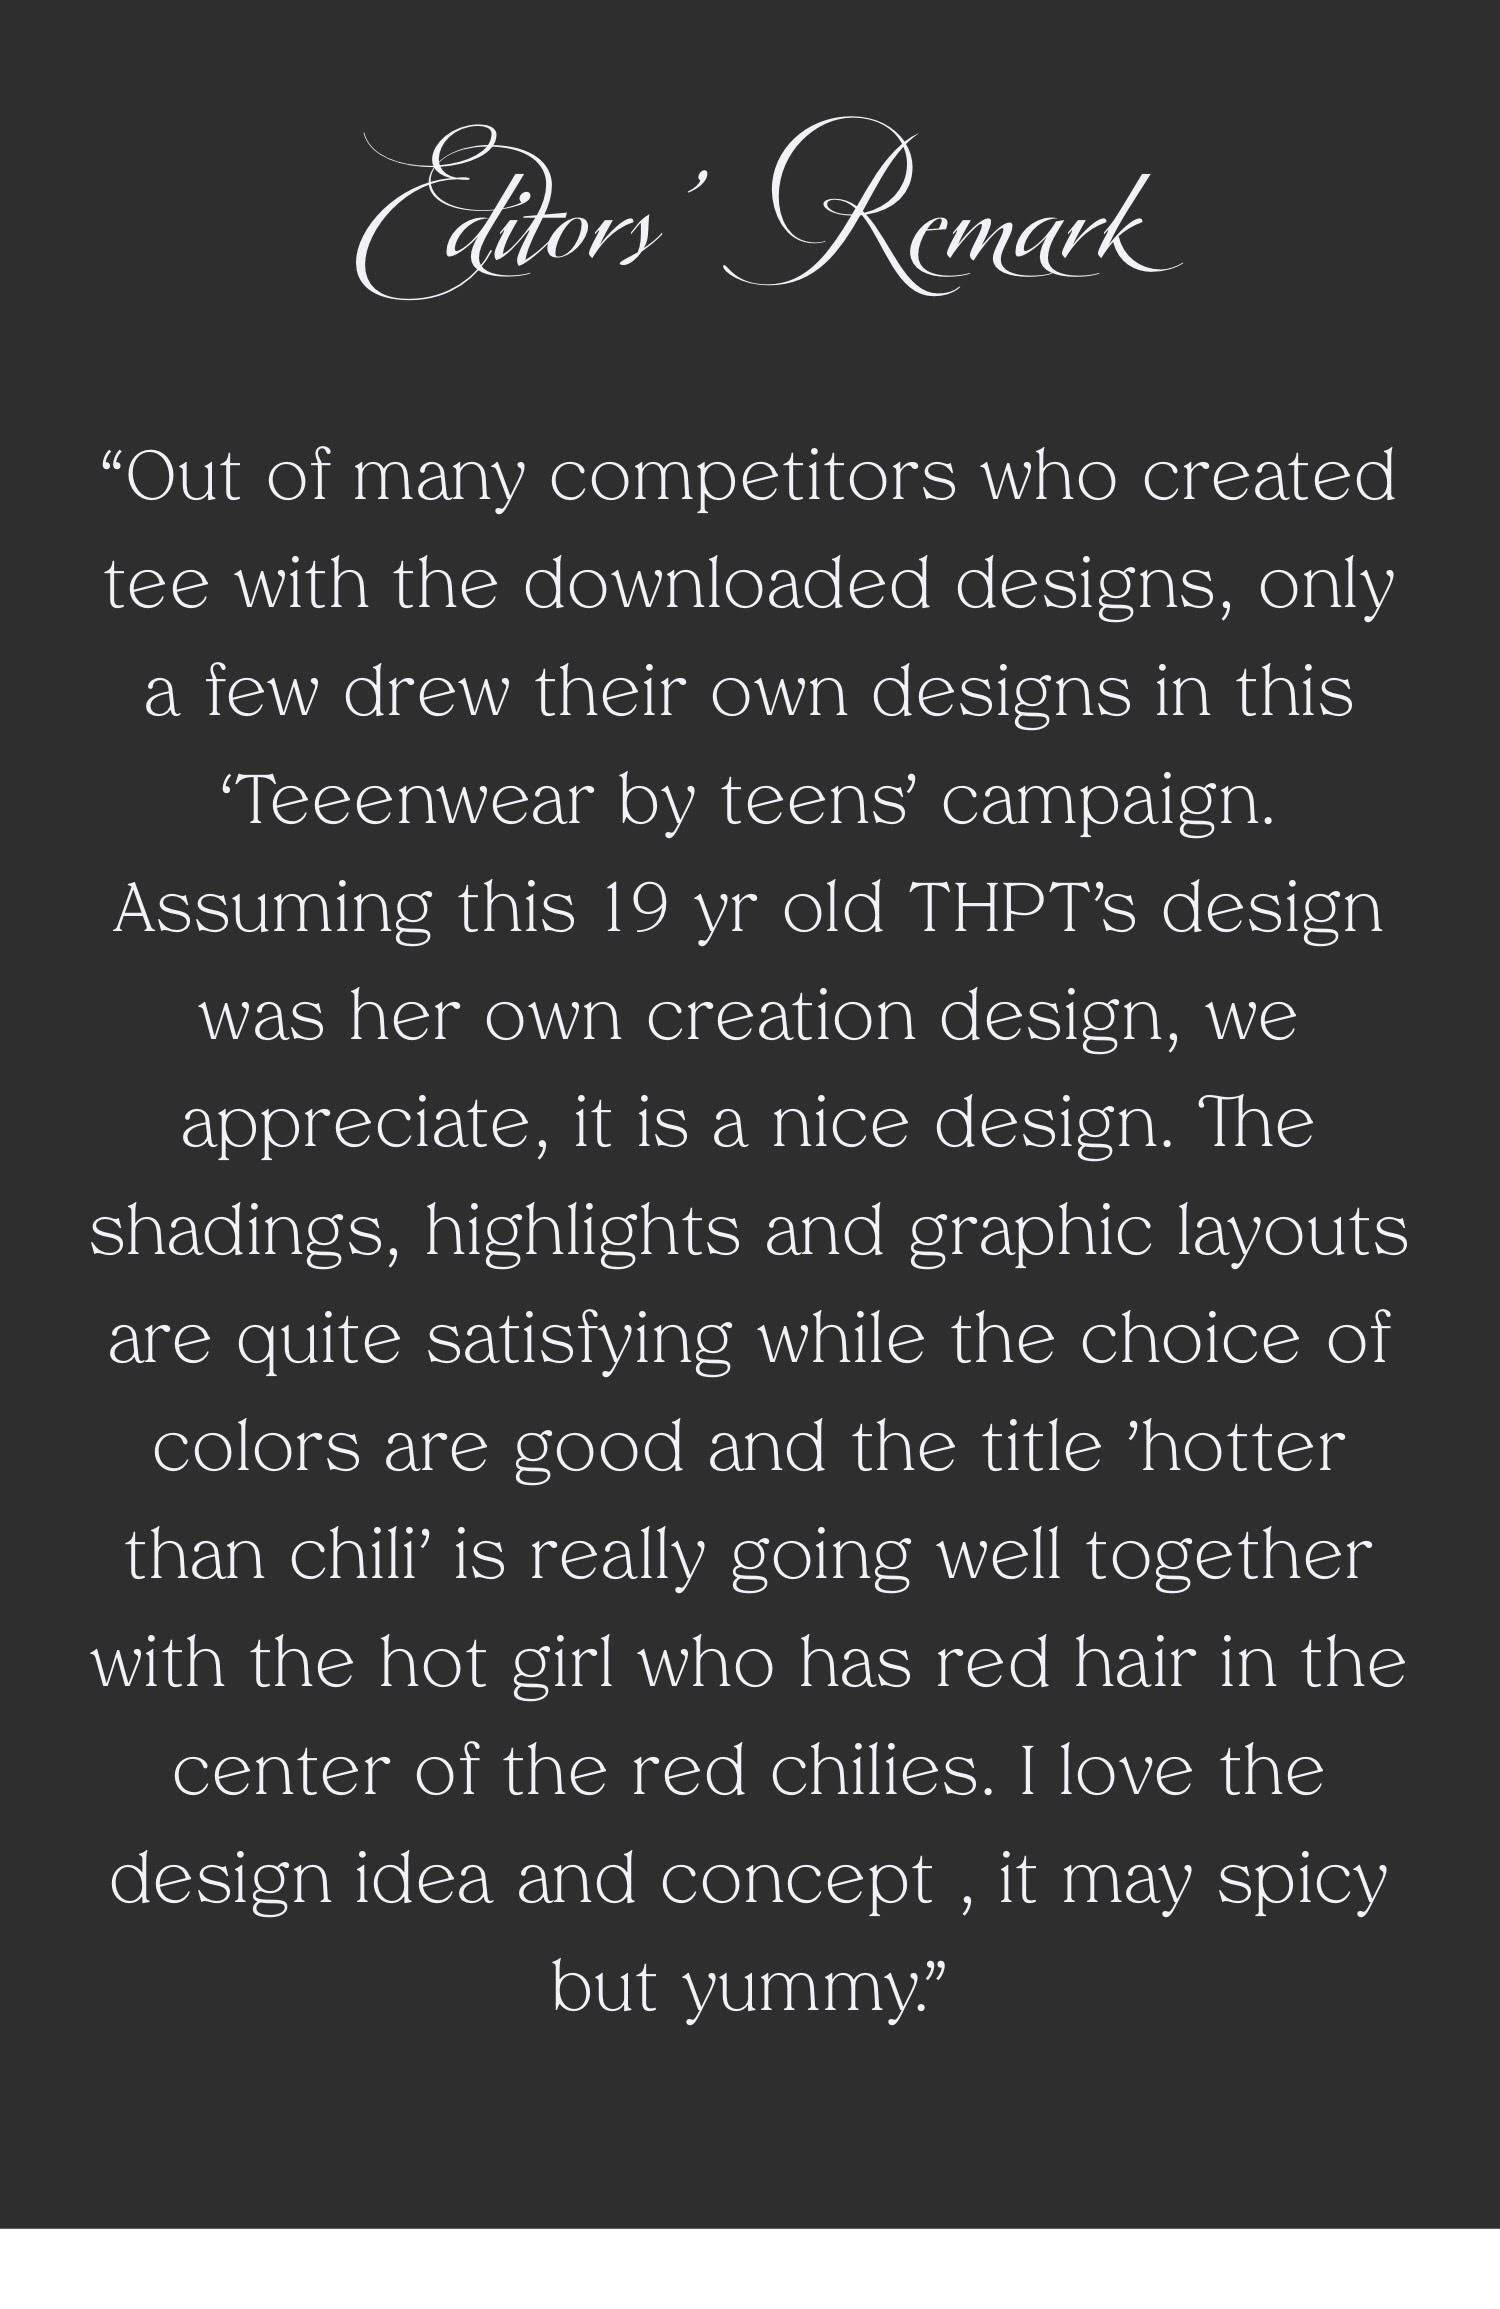 Editors' Remark
“Out of many competitors who created
tee with the downloaded designs, only
a few drew their own designs in this
‘Teeenwear by teens’ campaign.
Assuming this 19 yr old THPT’s design
was her own creation design, we
appreciate, it is a nice design. The
shadings, highlights and graphic layouts
are quite satisfying while the choice of
colors are good and the title ’hotter
than chili’ is really going well together
with the hot girl who has red hair in the
center of the red chilies. I love the
design idea and concept , it may spicy
but yummy.”